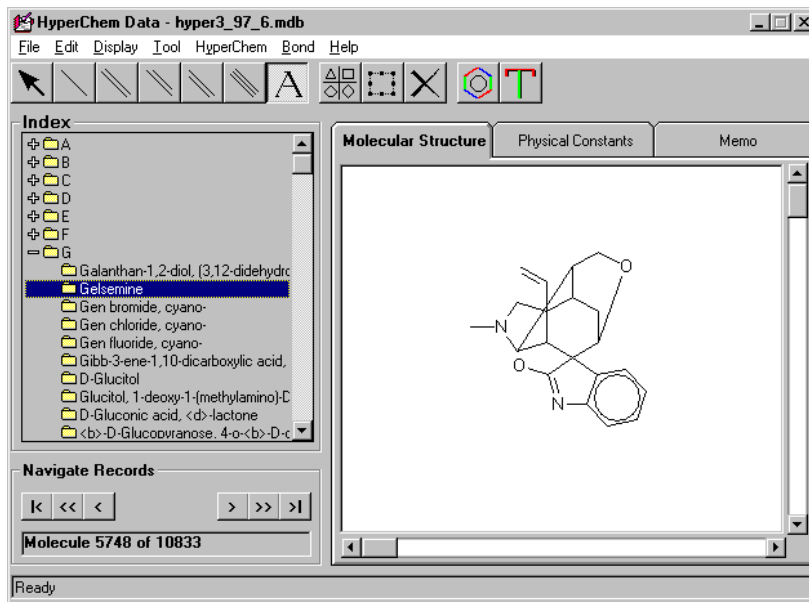 HyperChem Data - hyper3_97_6.mdb
File Edit Display Tool HyperChem Bond Help
A
Index
A
B
C
D
E
F
G
Galanthan-1,2-diol, (3,12-didehydro
Gelsemine
Gen bromide, cyano-
Gen chloride, cyano-
Gen fluoride, cyano-
Gibb-3-ene-1,10-dicarboxylic acid,
D-Glucitol
Glucitol, 1-deoxy-1-(methylamino)-D
D-Gluconic acid, <d>-lactone
<b>-D-Glucopyranose, 4-o-<b>-D-g
Navigate Records
|< << < > >> >|
Molecule 5748 of 10833
Molecular Structure Physical Constants Memo
O
N
O
N
Ready